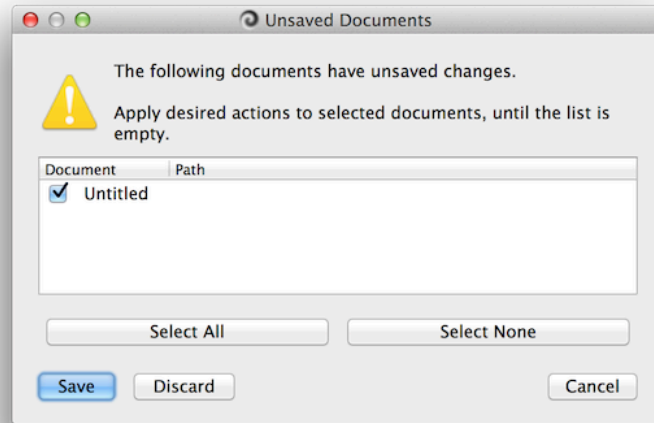 Unsaved Documents
The following documents have unsaved changes.
Apply desired actions to selected documents, until the list is
empty.
Document Path
Untitled
Select All Select None
Save Discard Cancel